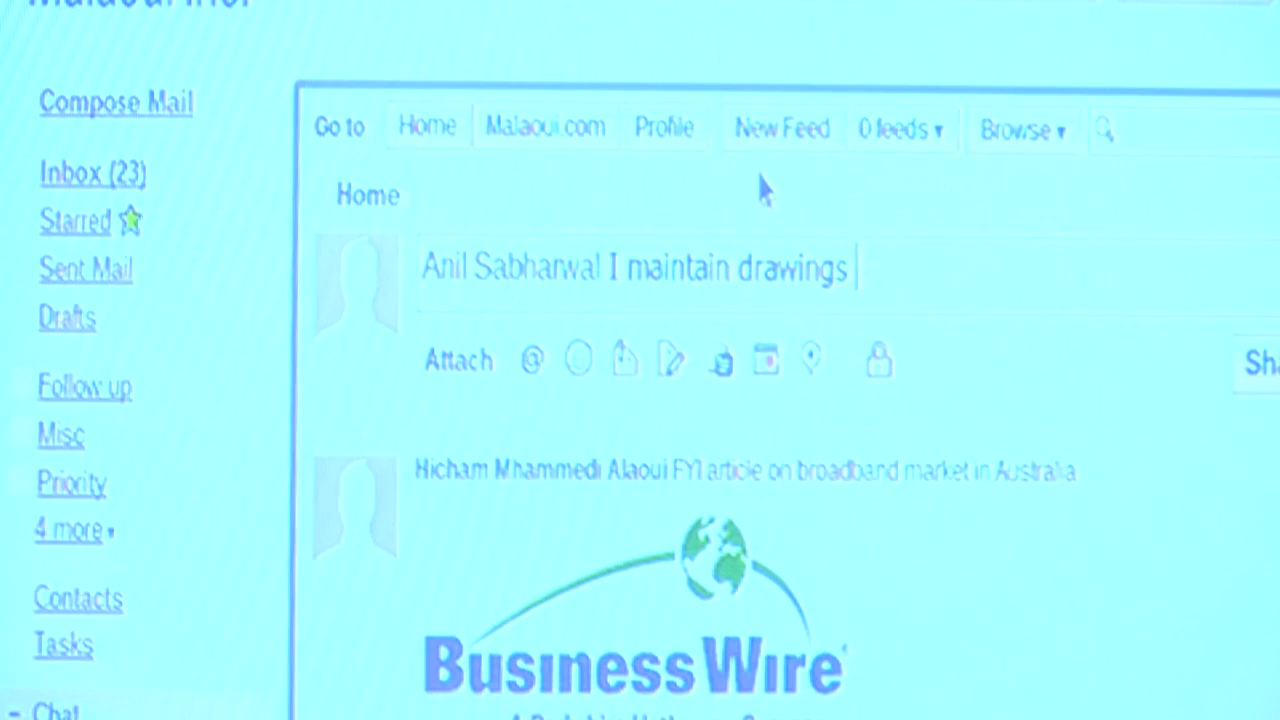 Compose Mail
Inbox (23)
Starred
Sent Mail
Drafts
Follow up
Misc
Priority
4 more ▾
Contacts
Tasks
– Chat
Go to Home Malaoui.com Profile New Feed 0 feeds ▾ Browse ▾
Home
Anil Sabharwal I maintain drawings
Attach @
Hicham Mhammedi Alaoui FYI article on broadband market in Australia
BusinessWire